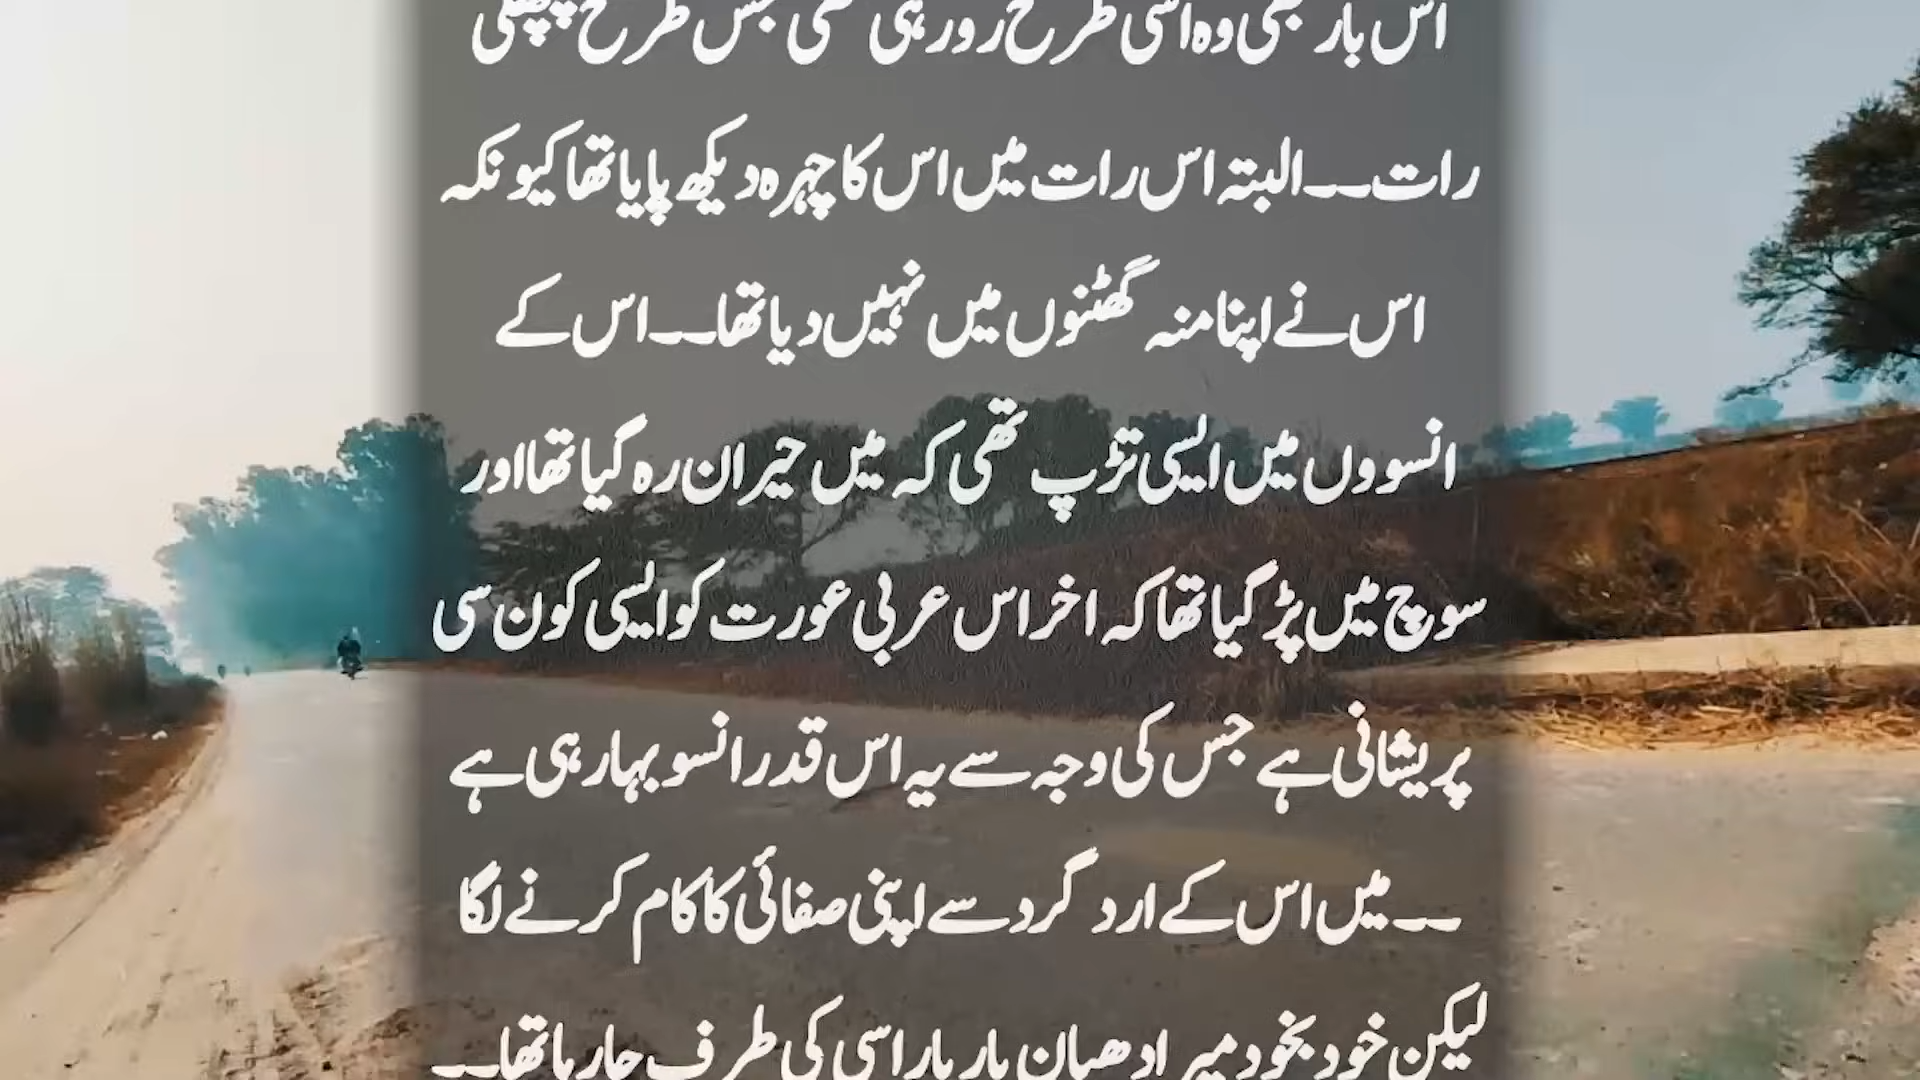 اس بار بھی وہ اسی طرح رو رہی تھی جس طرح پچھلی
رات۔۔ البتہ اس رات میں اس کا چہرہ دیکھ پایا تھا کیونکہ
اس نے اپنا منہ گھٹنوں میں نہیں دیا تھا۔۔ اس کے
انسووں میں ایسی تڑپ تھی کہ میں حیران رہ گیا تھا اور
سوچ میں پڑ گیا تھا کہ اخر اس عربی عورت کو ایسی کون سی
پریشانی ہے جس کی وجہ سے یہ اس قدر انسو بہا رہی ہے
۔۔ میں اس کے ارد گرد سے اپنی صفائی کا کام کرنے لگا
لیکن خود بخود میرا دھیان بار بار اسی کی طرف جا رہا تھا۔۔